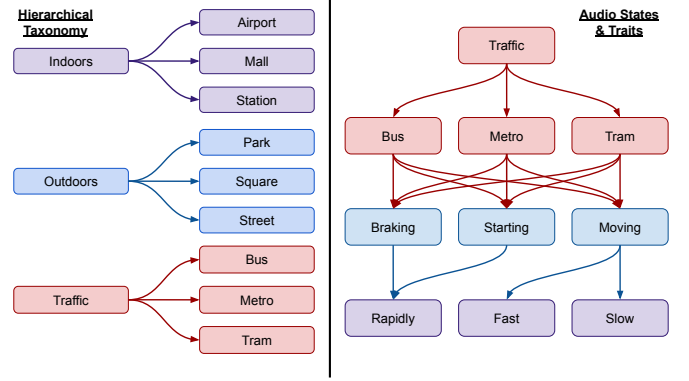 Hierarchical
Taxonomy
Indoors
Airport
Mall
Station
Outdoors
Park
Square
Street
Traffic
Bus
Metro
Tram
Audio States
& Traits
Traffic
Bus
Metro
Tram
Braking
Starting
Moving
Rapidly
Fast
Slow